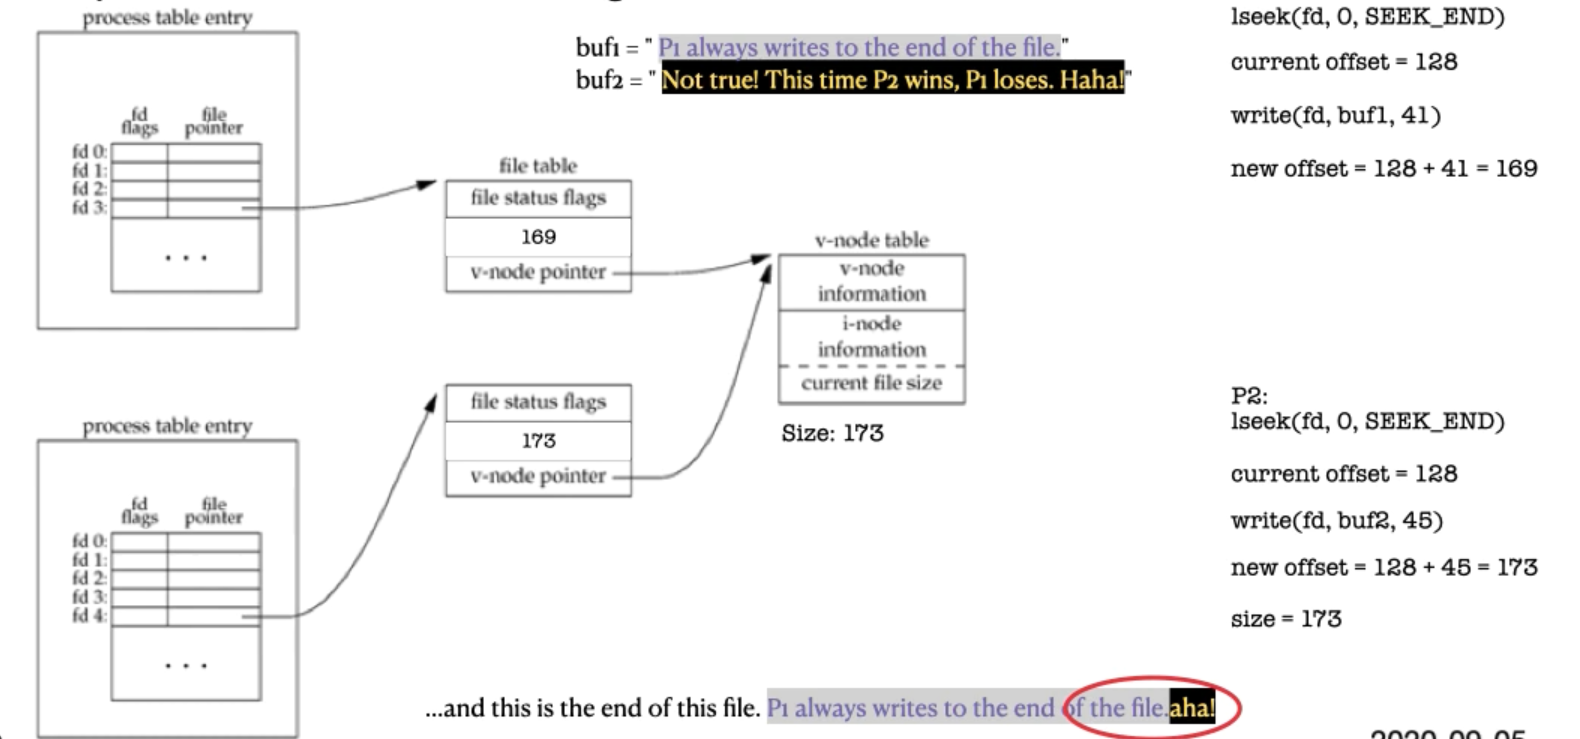 process table entry
fd flags
file pointer
fd 0:
fd 1:
fd 2:
fd 3:
. . .
buf1 = " P1 always writes to the end of the file."
buf2 = " Not true! This time P2 wins, P1 loses. Haha!"
file table
file status flags
169
v-node pointer
v-node table
v-node
information
i-node
information
current file size
Size: 173
lseek(fd, 0, SEEK_END)
current offset = 128
write(fd, buf1, 41)
new offset = 128 + 41 = 169
process table entry
fd flags
file pointer
fd 0:
fd 1:
fd 2:
fd 3:
fd 4:
. . .
file status flags
173
v-node pointer
P2:
lseek(fd, 0, SEEK_END)
current offset = 128
write(fd, buf2, 45)
new offset = 128 + 45 = 173
size = 173
...and this is the end of this file. P1 always writes to the end of the file.aha!